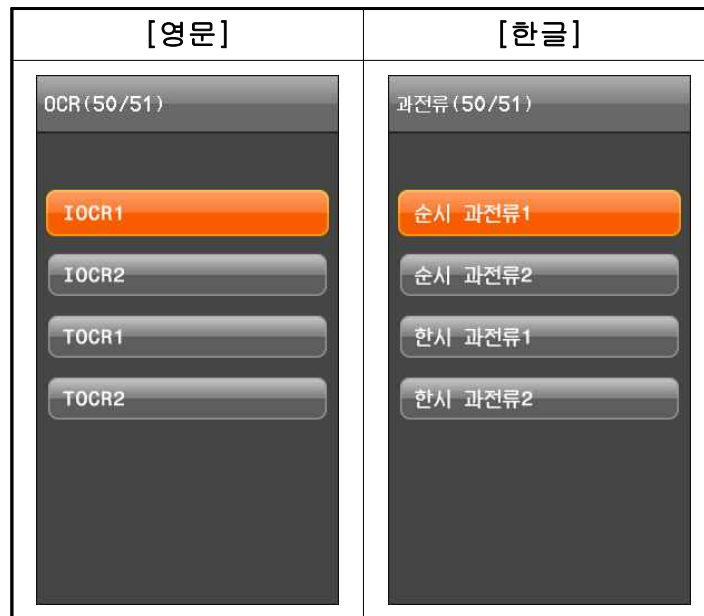 [영문]
[한글]
OCR(50/51)
IOCR1
IOCR2
TOCR1
TOCR2
과전류(50/51)
순시 과전류1
순시 과전류2
한시 과전류1
한시 과전류2